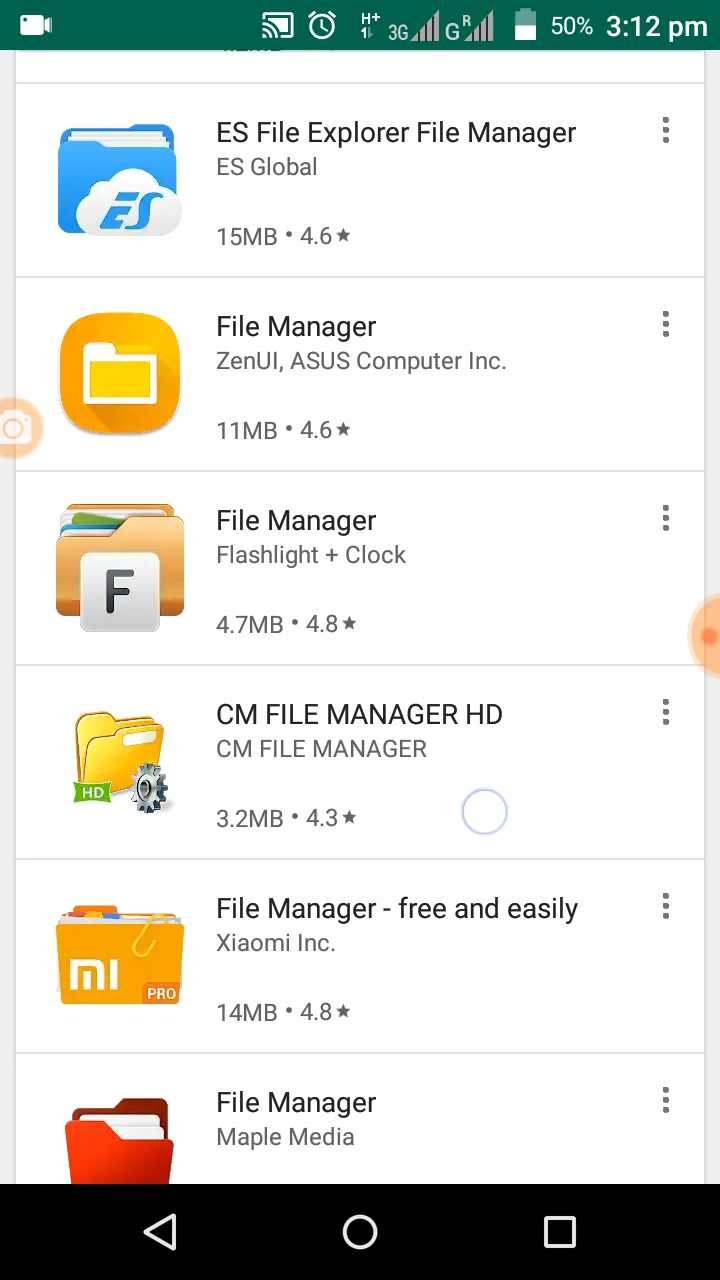 H+ 3G G R 50% 3:12 pm
ES File Explorer File Manager
ES Global
ES
15MB • 4.6★
File Manager
ZenUI, ASUS Computer Inc.
11MB • 4.6★
File Manager
Flashlight + Clock
F
4.7MB • 4.8★
CM FILE MANAGER HD
CM FILE MANAGER
HD
3.2MB • 4.3★
File Manager - free and easily
Xiaomi Inc.
MI
PRO
14MB • 4.8★
File Manager
Maple Media